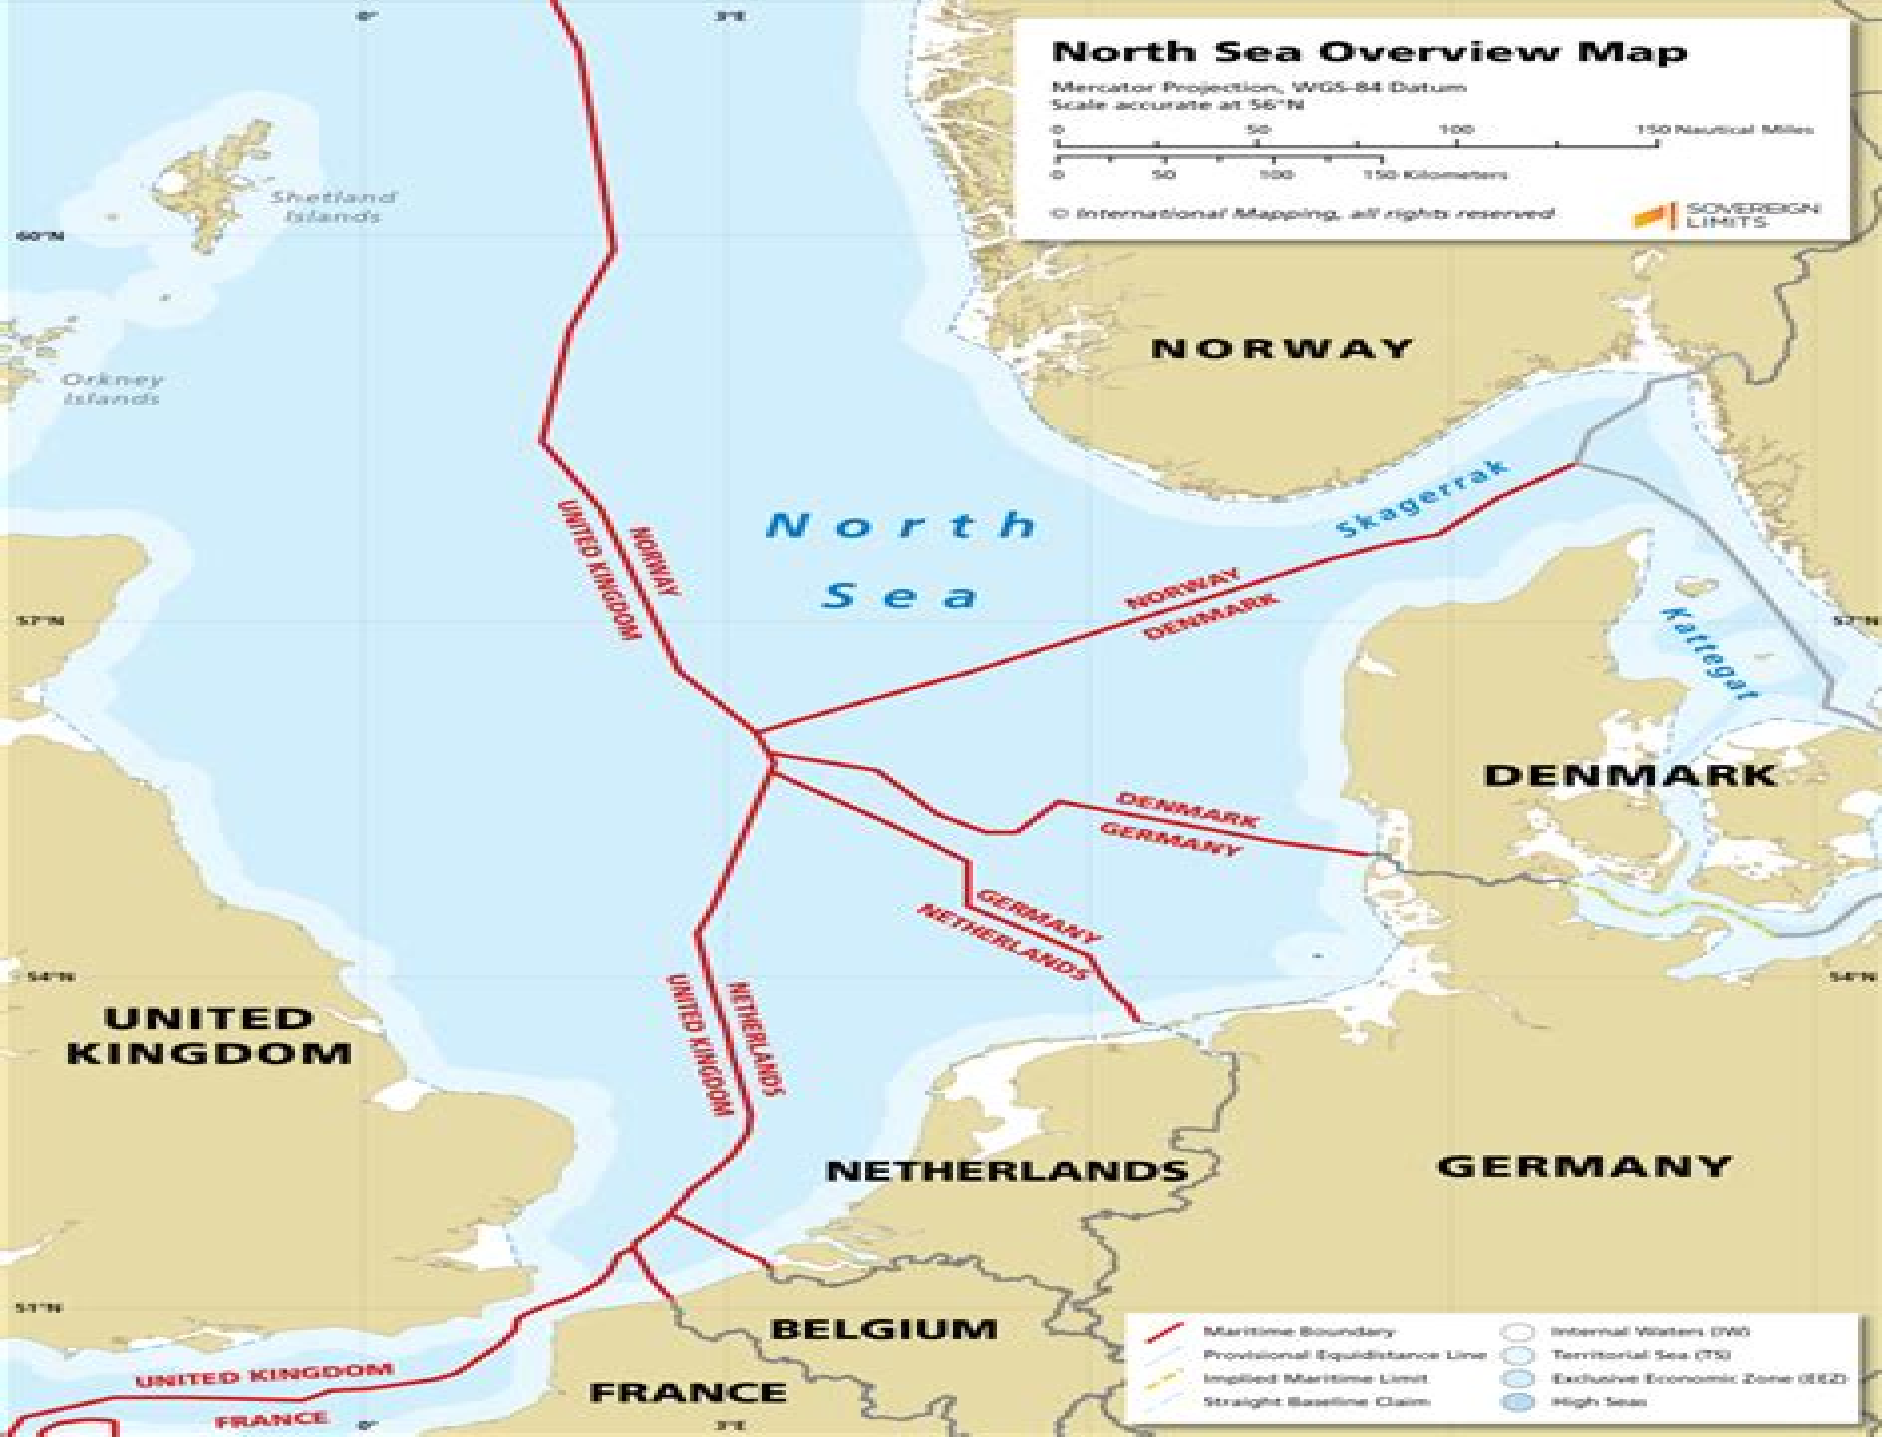 0°
3°E
North Sea Overview Map
Mercator Projection, WGS-84 Datum
Scale accurate at 56°N
0 50 100 150 Nautical Miles
0 50 100 150 Kilometers
© International Mapping, all rights reserved
SOVEREIGN
LIMITS
Shetland
Islands
60°N
NORWAY
Orkney
Islands
Skagerrak
North
Sea
NORWAY
UNITED KINGDOM
NORWAY
DENMARK
57°N
57°N
Kattegat
DENMARK
DENMARK
GERMANY
GERMANY
NETHERLANDS
54°N
54°N
UNITED
KINGDOM
NETHERLANDS
UNITED KINGDOM
NETHERLANDS
GERMANY
51°N
BELGIUM
UNITED KINGDOM
FRANCE
FRANCE
0°
3°E
Maritime Boundary
Provisional Equidistance Line
Implied Maritime Limit
Straight Baseline Claim
Internal Waters (IW)
Territorial Sea (TS)
Exclusive Economic Zone (EEZ)
High Seas